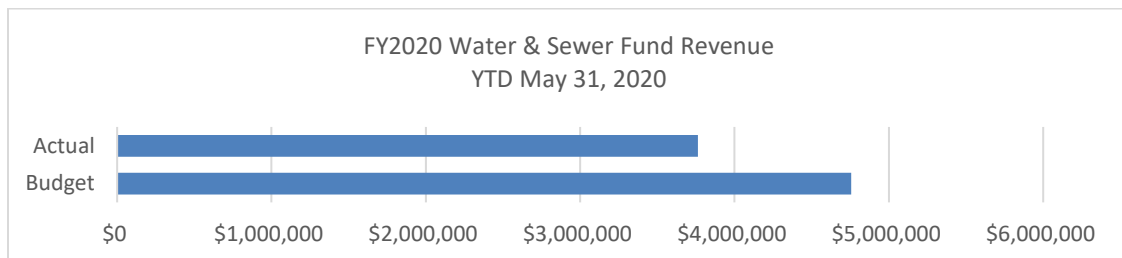 FY2020 Water & Sewer Fund Revenue
YTD May 31, 2020
Actual
Budget
$0 $1,000,000 $2,000,000 $3,000,000 $4,000,000 $5,000,000 $6,000,000